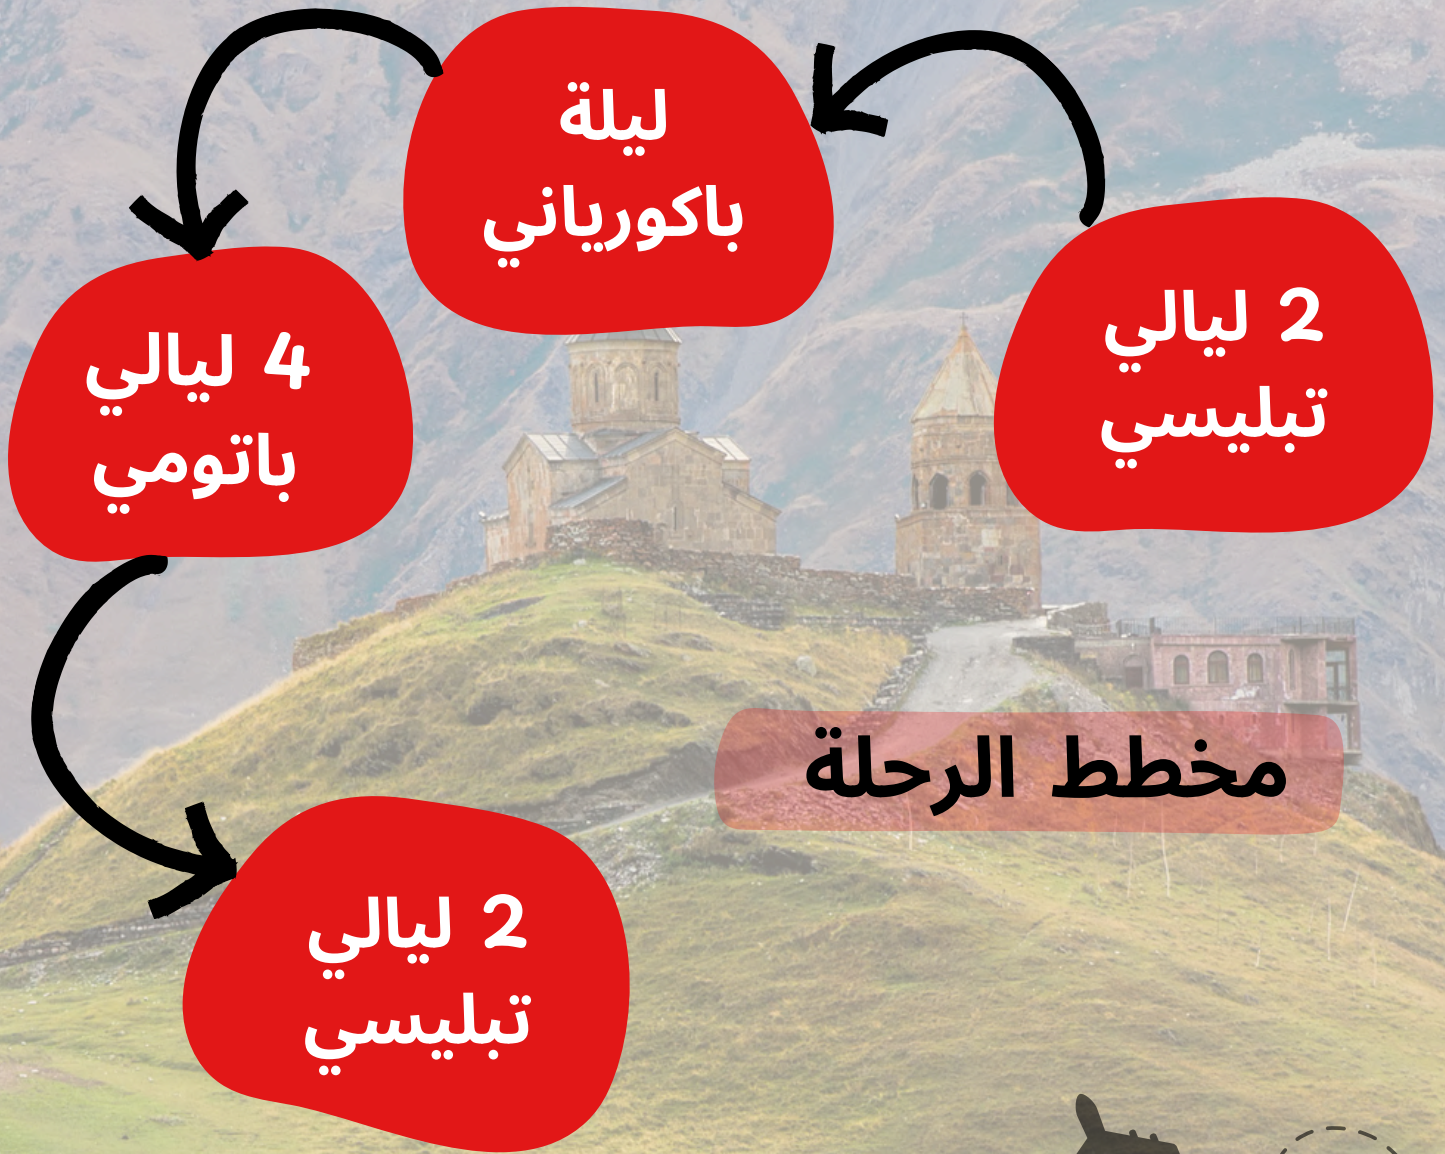 2 ليالي
تبليسي
ليلة
باكورياني
4 ليالي
باتومي
2 ليالي
تبليسي
مخطط الرحلة